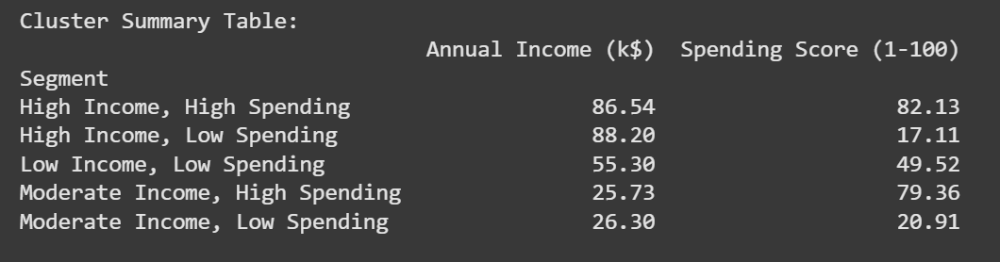 Cluster Summary Table:
Annual Income (k$) Spending Score (1-100)
Segment
High Income, High Spending 86.54 82.13
High Income, Low Spending 88.20 17.11
Low Income, Low Spending 55.30 49.52
Moderate Income, High Spending 25.73 79.36
Moderate Income, Low Spending 26.30 20.91